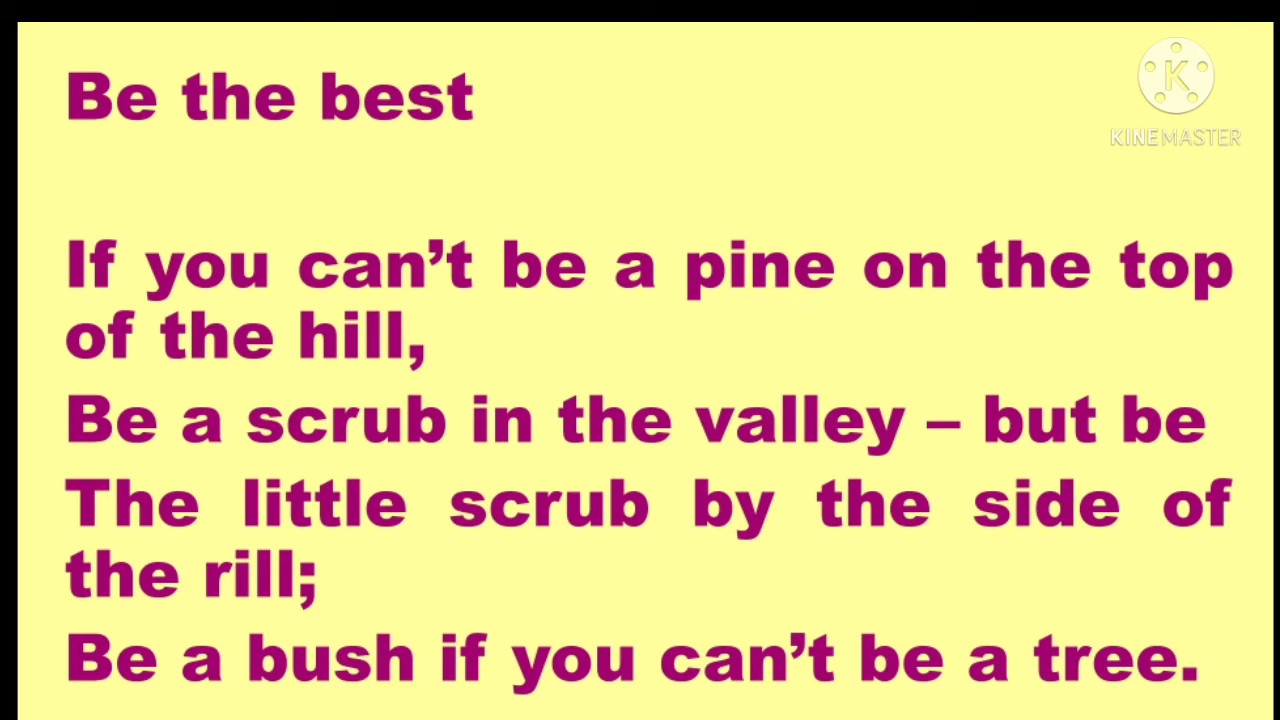 Be the best
KINEMASTER
If you can’t be a pine on the top
of the hill,
Be a scrub in the valley – but be
The little scrub by the side of
the rill;
Be a bush if you can’t be a tree.